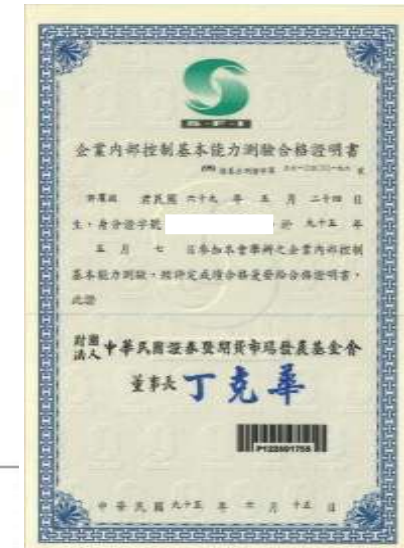 S·F·I
企業內部控制基本能力測驗合格證明書
君民國 六十九 年 五 月 二十四 日
生,身分證字號 於 九十五 年
五 月 七 日參加本會舉辦之企業內部控制
基本能力測驗,經評定成績合格爰發給合格證明書,
此證
財團法人 中華民國證券暨期貨市場發展基金會
董事長 丁克華
中華民國 九十五 年 六 月 十五 日